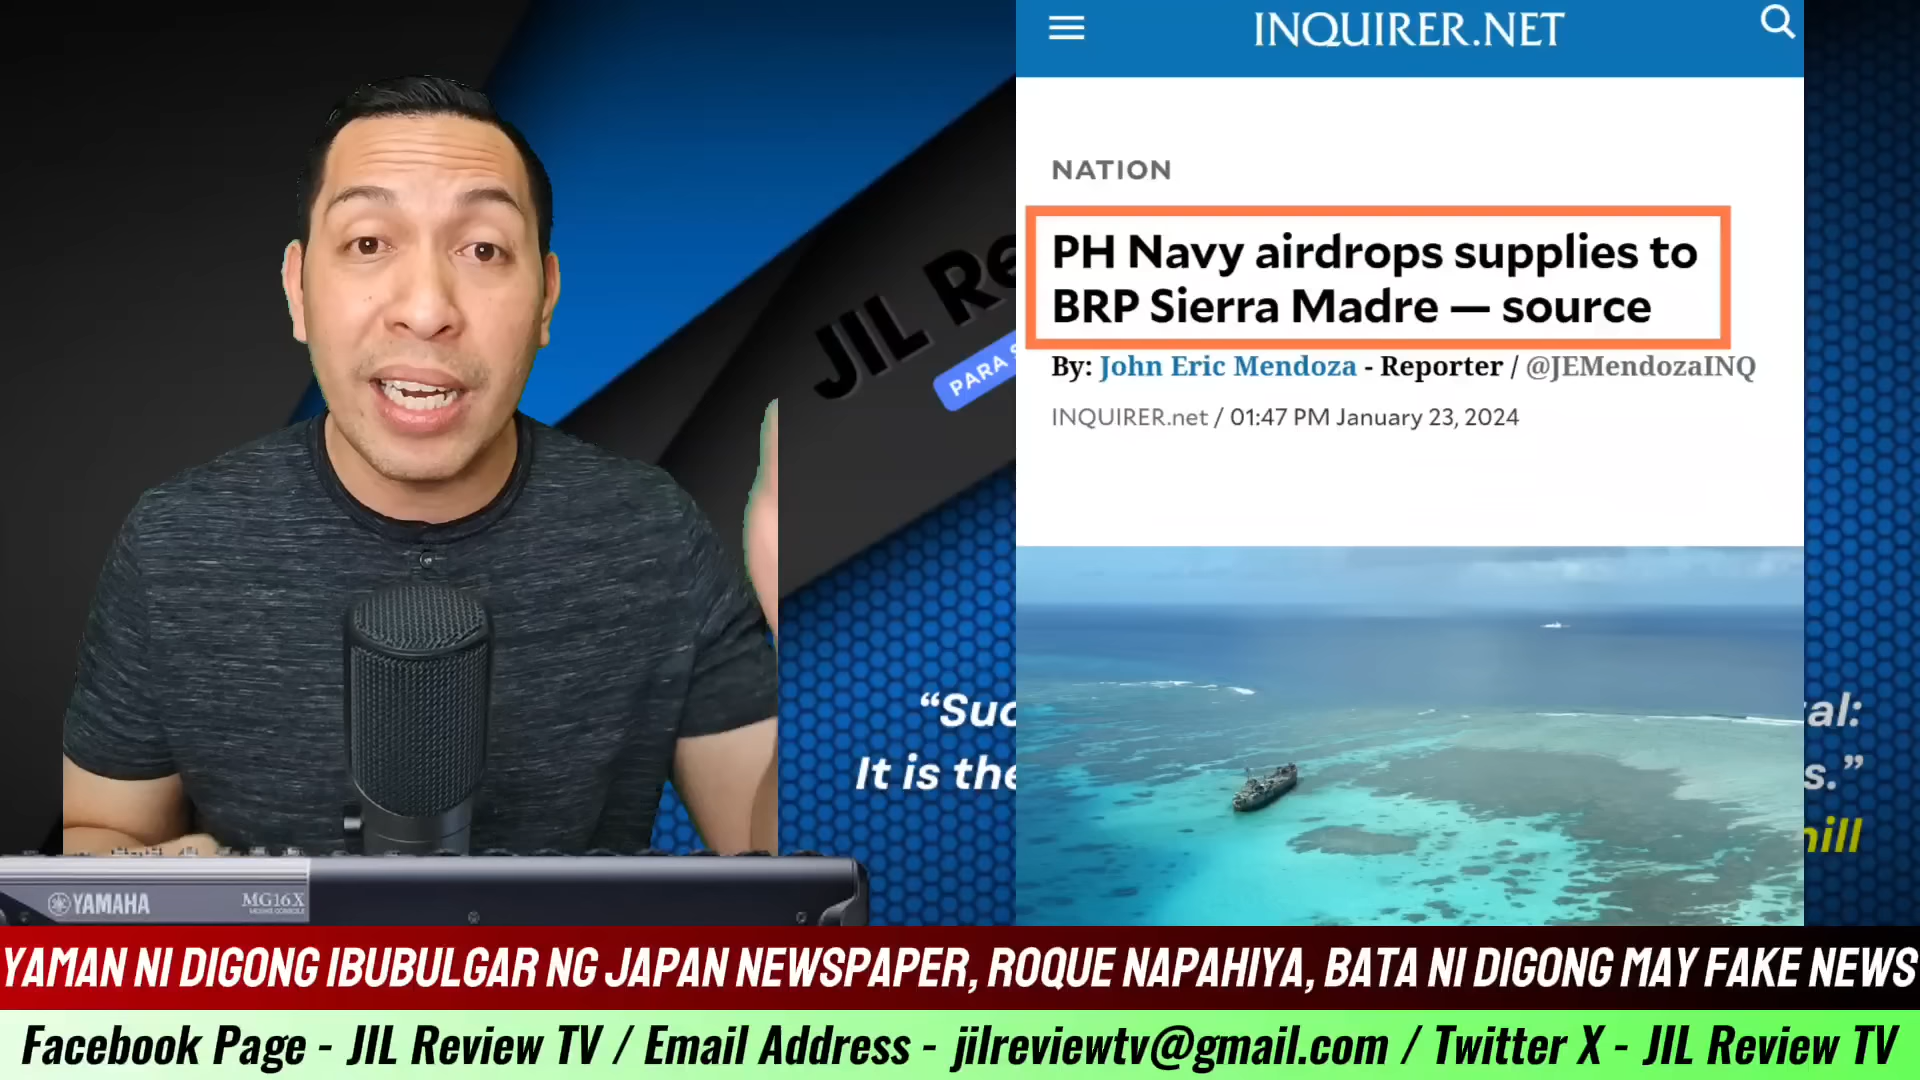 INQUIRER.NET
NATION
PH Navy airdrops supplies to
BRP Sierra Madre — source
By: John Eric Mendoza - Reporter / @JEMendozaINQ
INQUIRER.net / 01:47 PM January 23, 2024
JIL Re
PARA
“Suc
al:
It is the
s.”
hill
YAMAHA
MG16X
MIXING CONSOLE
YAMAN NI DIGONG IBUBULGAR NG JAPAN NEWSPAPER, ROQUE NAPAHIYA, BATA NI DIGONG MAY FAKE NEWS
Facebook Page - JIL Review TV / Email Address - jilreviewtv@gmail.com / Twitter X - JIL Review TV